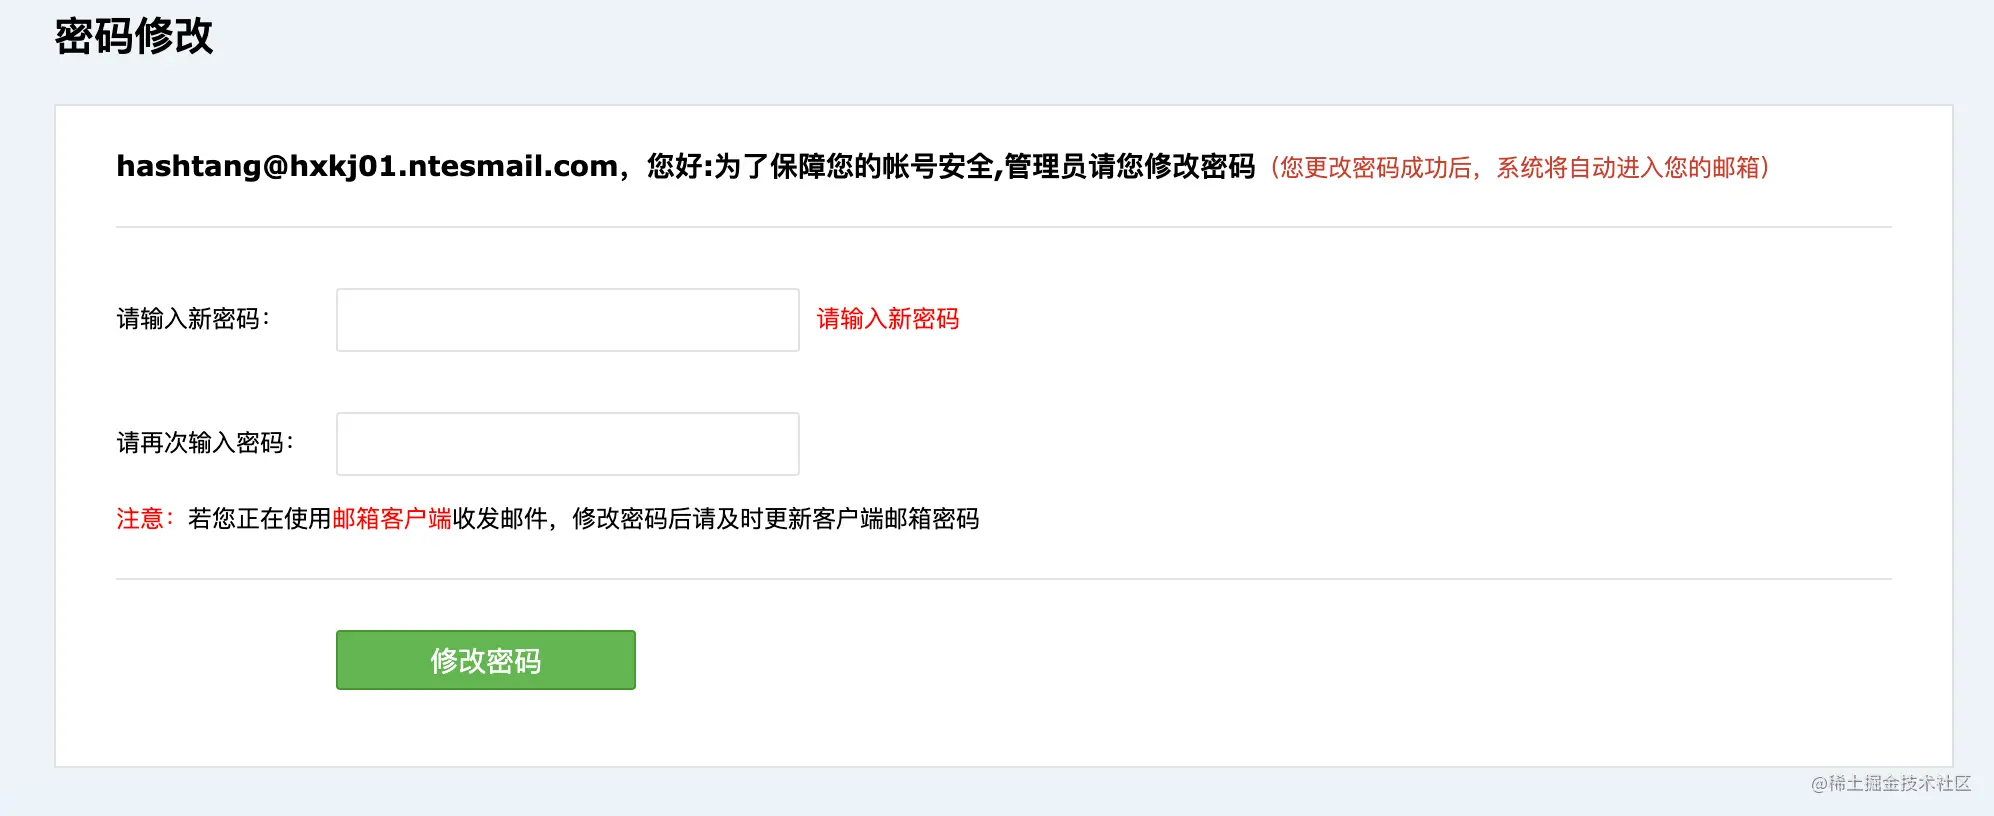 密码修改
hashtang@hxkj01.ntesmail.com，您好:为了保障您的帐号安全,管理员请您修改密码（您更改密码成功后，系统将自动进入您的邮箱）
请输入新密码： 请输入新密码
请再次输入密码：
注意：若您正在使用邮箱客户端收发邮件，修改密码后请及时更新客户端邮箱密码
修改密码
@稀土掘金技术社区